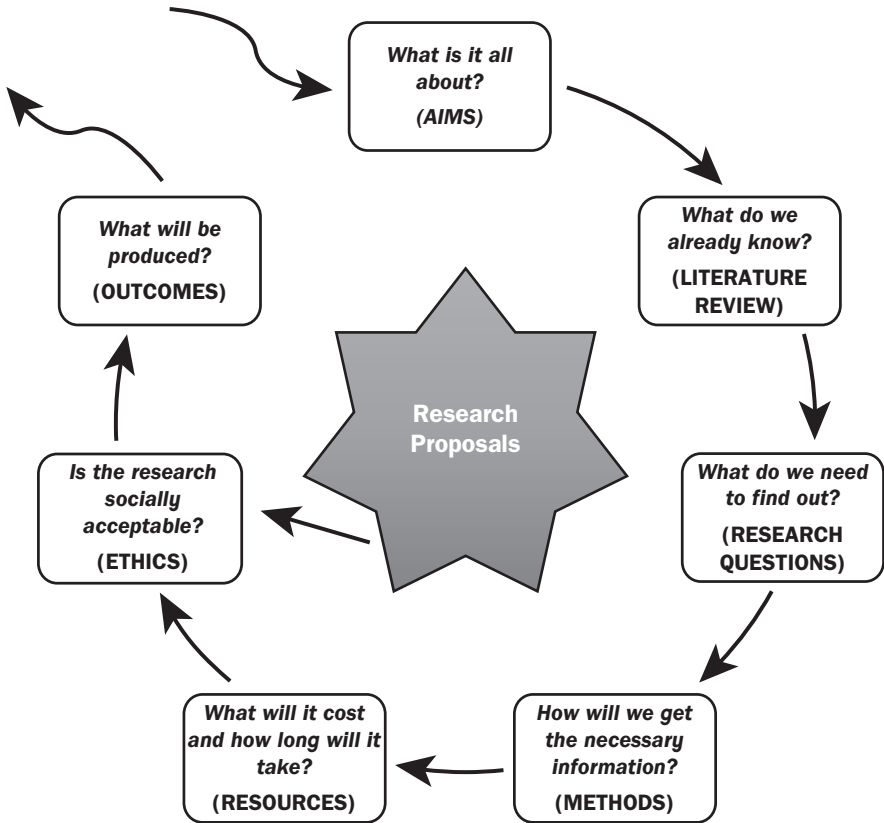 What is it all
about?
(AIMS)
What do we
already know?
(LITERATURE
REVIEW)
What do we need
to find out?
(RESEARCH
QUESTIONS)
How will we get
the necessary
information?
(METHODS)
What will it cost
and how long will it
take?
(RESOURCES)
Is the research
socially
acceptable?
(ETHICS)
What will be
produced?
(OUTCOMES)
Research
Proposals